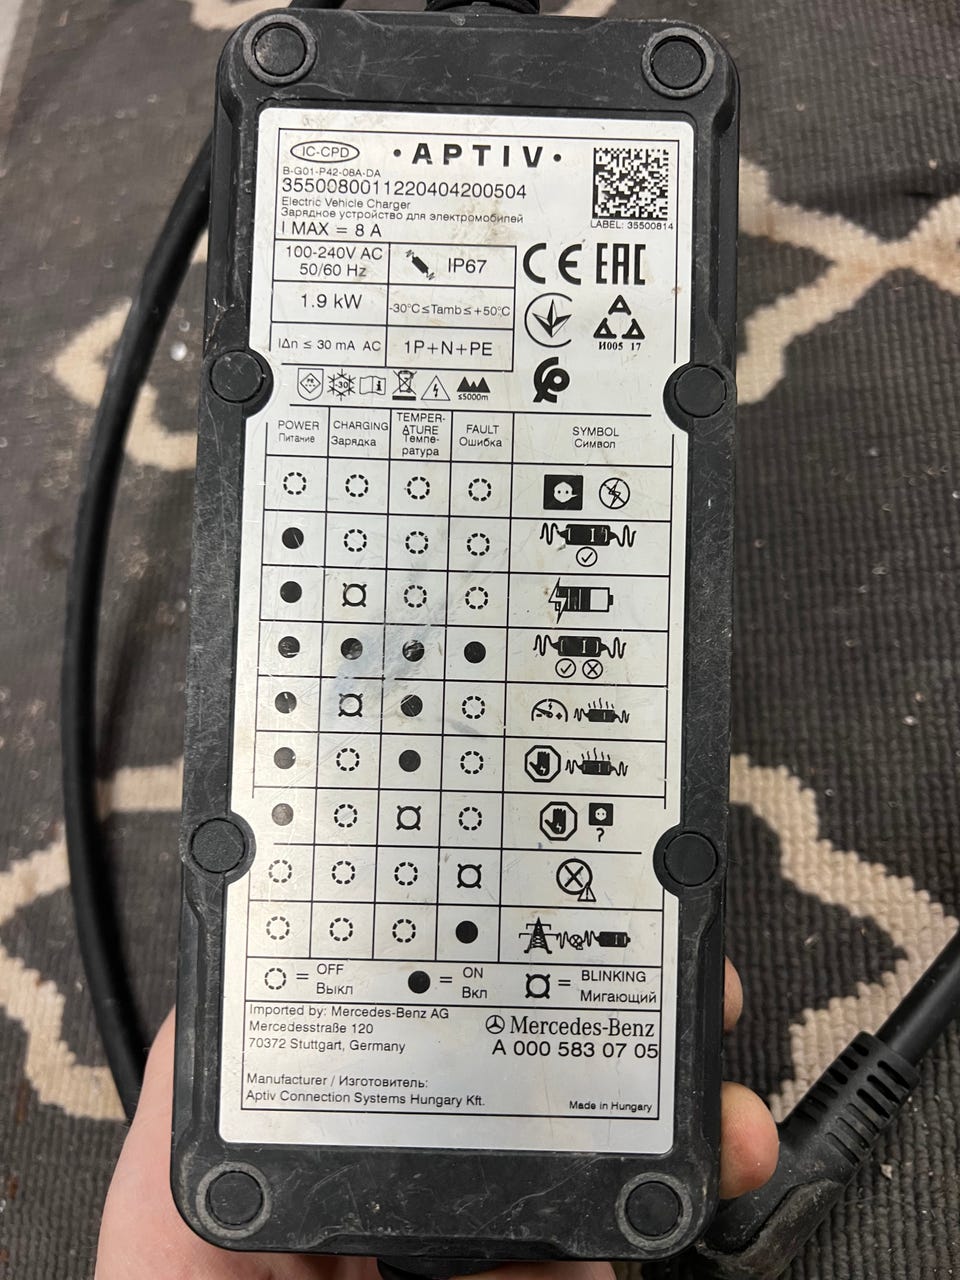 IC-CPD
• APTIV •
B-G01-P42-08A-DA
3550080011220404200504
Electric Vehicle Charger
Зарядное устройство для электромобилей
I MAX = 8 A
LABEL: 35500814
100-240V AC
50/60 Hz
IP67
CE EAC
1.9 kW
-30°C≤Tamb≤+50°C
И005 17
I∆n ≤ 30 mA AC
1P+N+PE
-30
≤5000m
POWER
Питание
CHARGING
Зарядка
TEMPER-
ATURE
Темпе-
ратура
FAULT
Ошибка
SYMBOL
Символ
?
= OFF
Выкл
= ON
Вкл
= BLINKING
Мигающий
Imported by: Mercedes-Benz AG
Mercedesstraße 120
70372 Stuttgart, Germany
Mercedes-Benz
A 000 583 07 05
Manufacturer / Изготовитель:
Aptiv Connection Systems Hungary Kft.
Made in Hungary